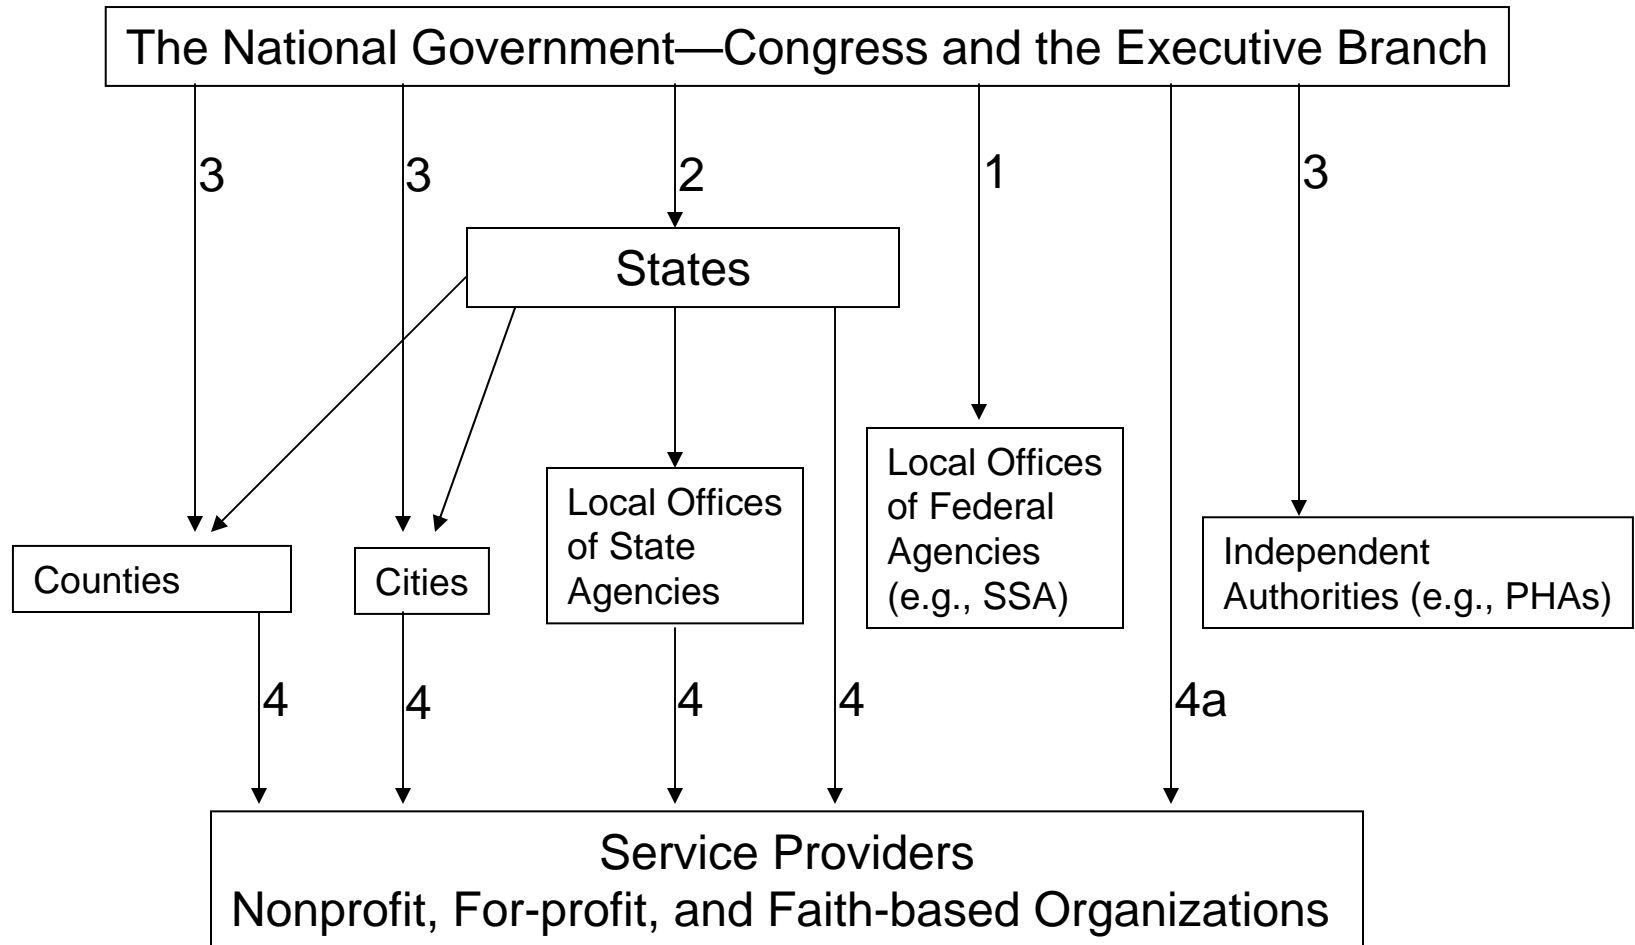 The National Government—Congress and the Executive Branch
3
3
2
1
3
States
Local Offices
of State
Agencies
Local Offices
of Federal
Agencies
(e.g., SSA)
Independent
Authorities (e.g., PHAs)
Counties
Cities
4
4
4
4
4a
Service Providers
Nonprofit, For-profit, and Faith-based Organizations